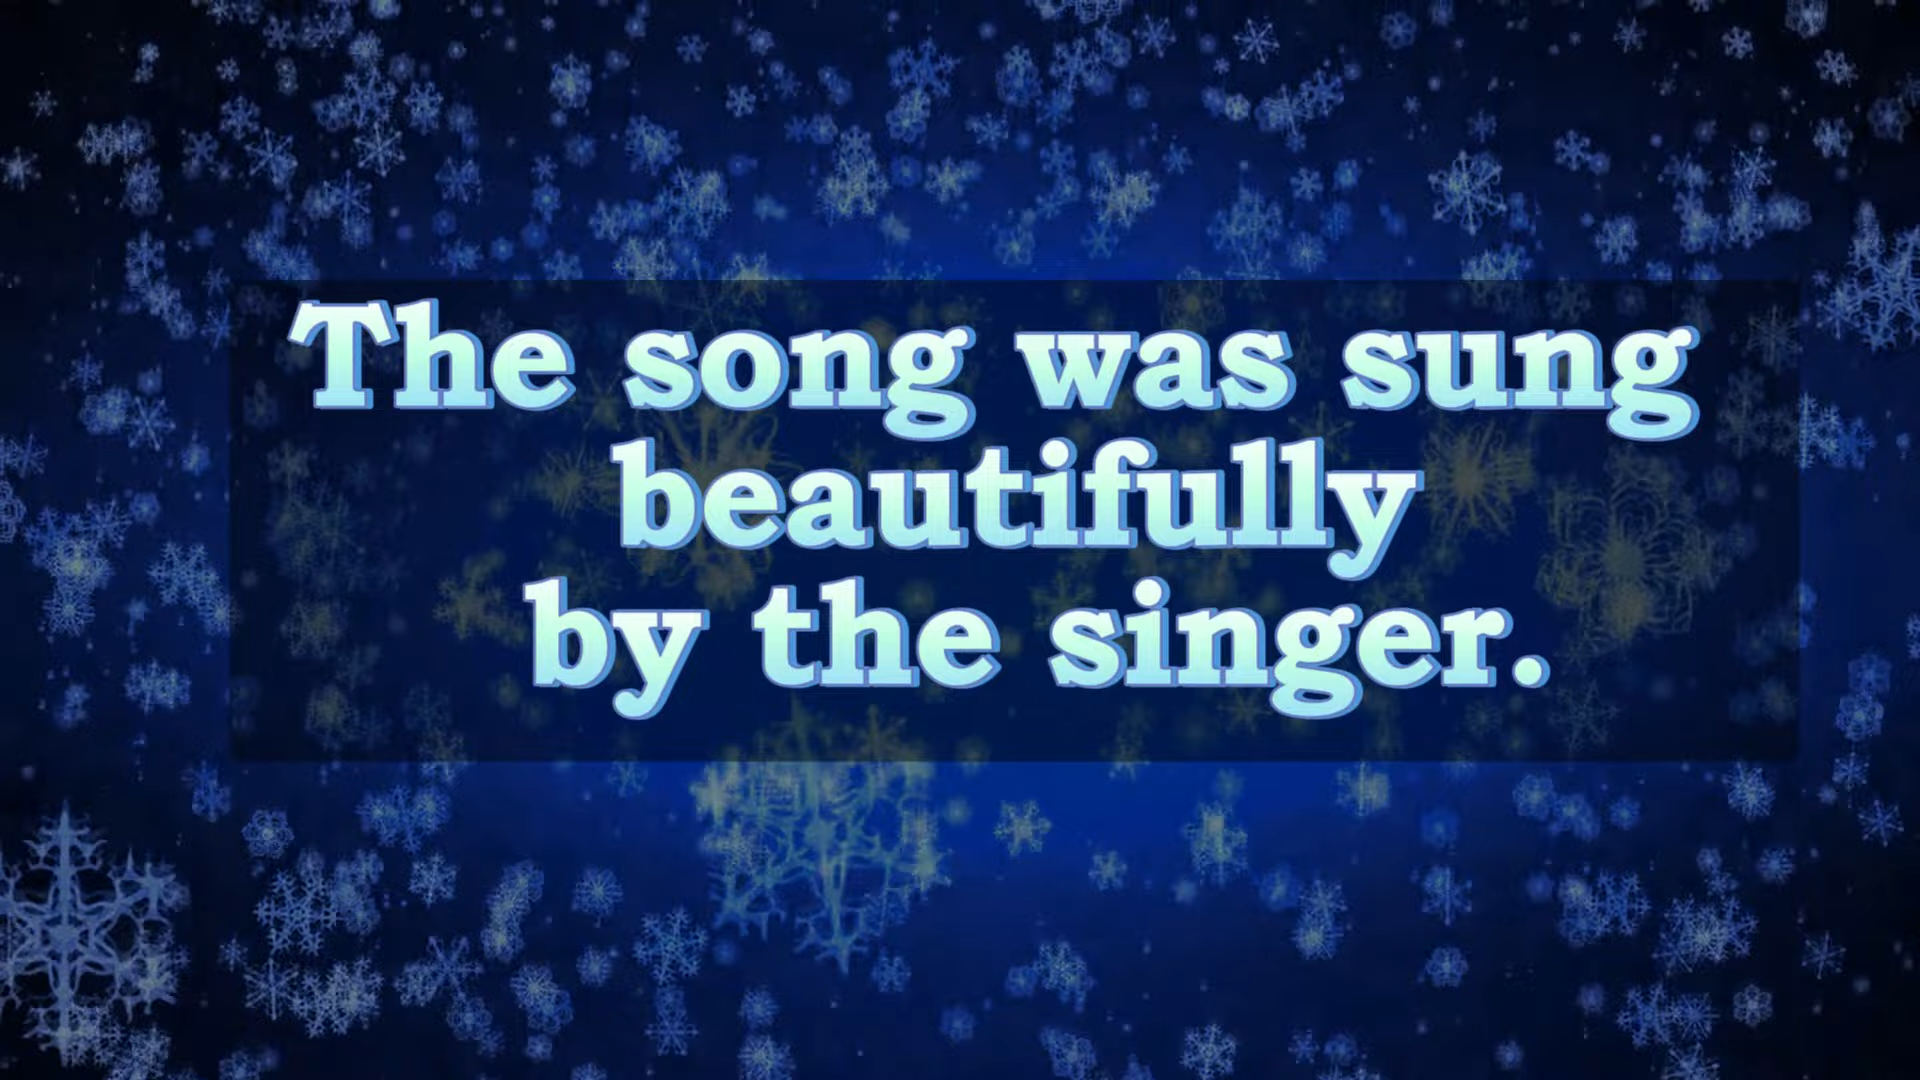 The song was sung
beautifully
by the singer.